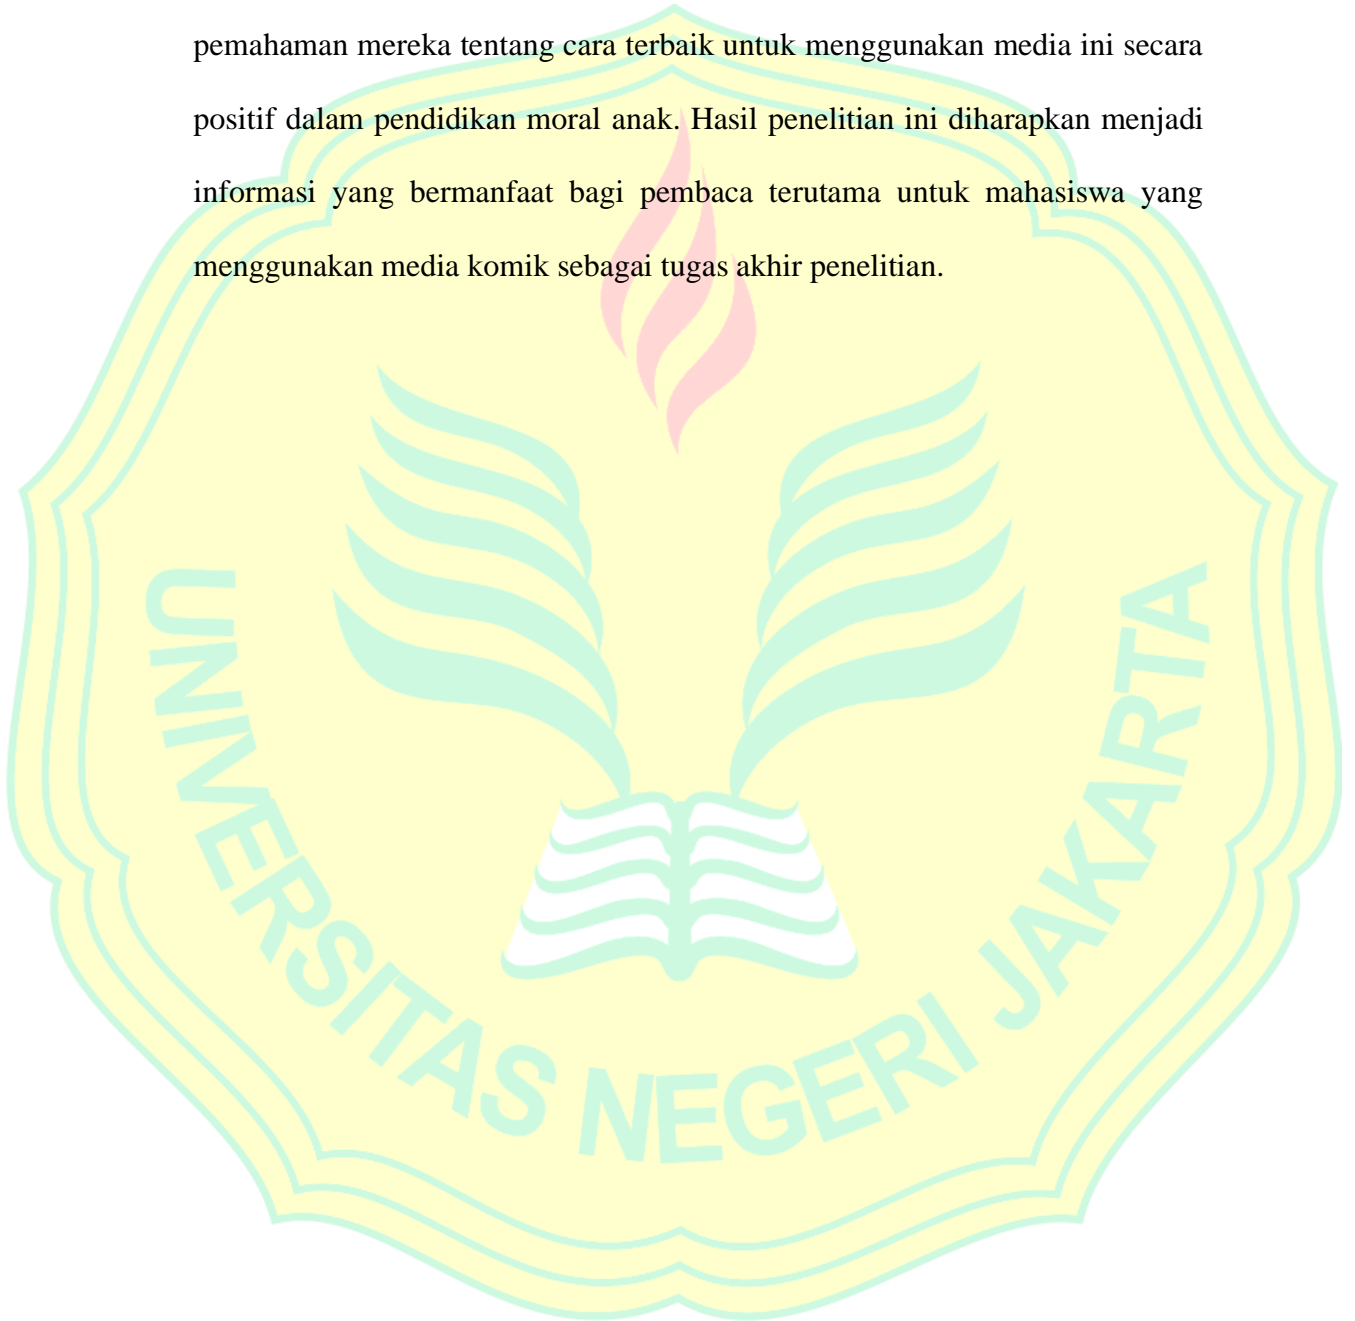 pemahaman mereka tentang cara terbaik untuk menggunakan media ini secara
positif dalam pendidikan moral anak. Hasil penelitian ini diharapkan menjadi
informasi yang bermanfaat bagi pembaca terutama untuk mahasiswa yang
menggunakan media komik sebagai tugas akhir penelitian.
UNIVERSITAS NEGERI JAKARTA